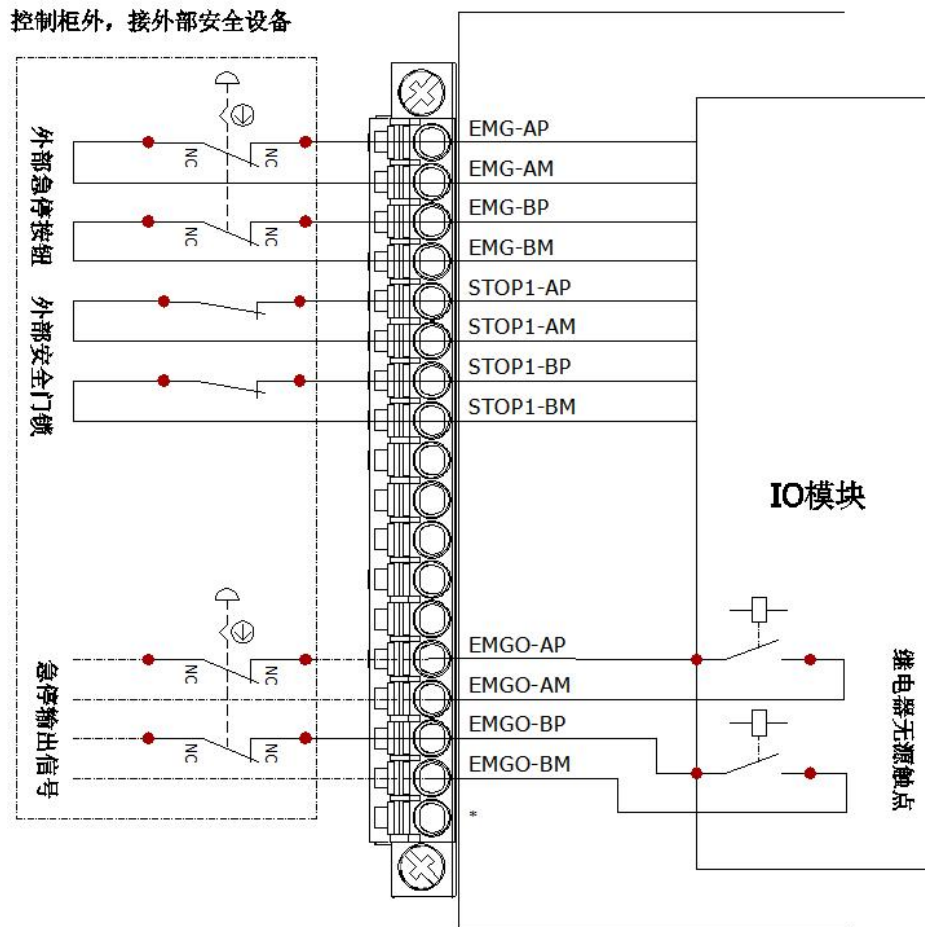 控制柜外，接外部安全设备
外部急停按钮
NC
NC
NC
NC
外部安全门锁
急停输出信号
NC
NC
NC
NC
EMG-AP
EMG-AM
EMG-BP
EMG-BM
STOP1-AP
STOP1-AM
STOP1-BP
STOP1-BM
EMGO-AP
EMGO-AM
EMGO-BP
EMGO-BM
*
IO模块
继电器无源触点